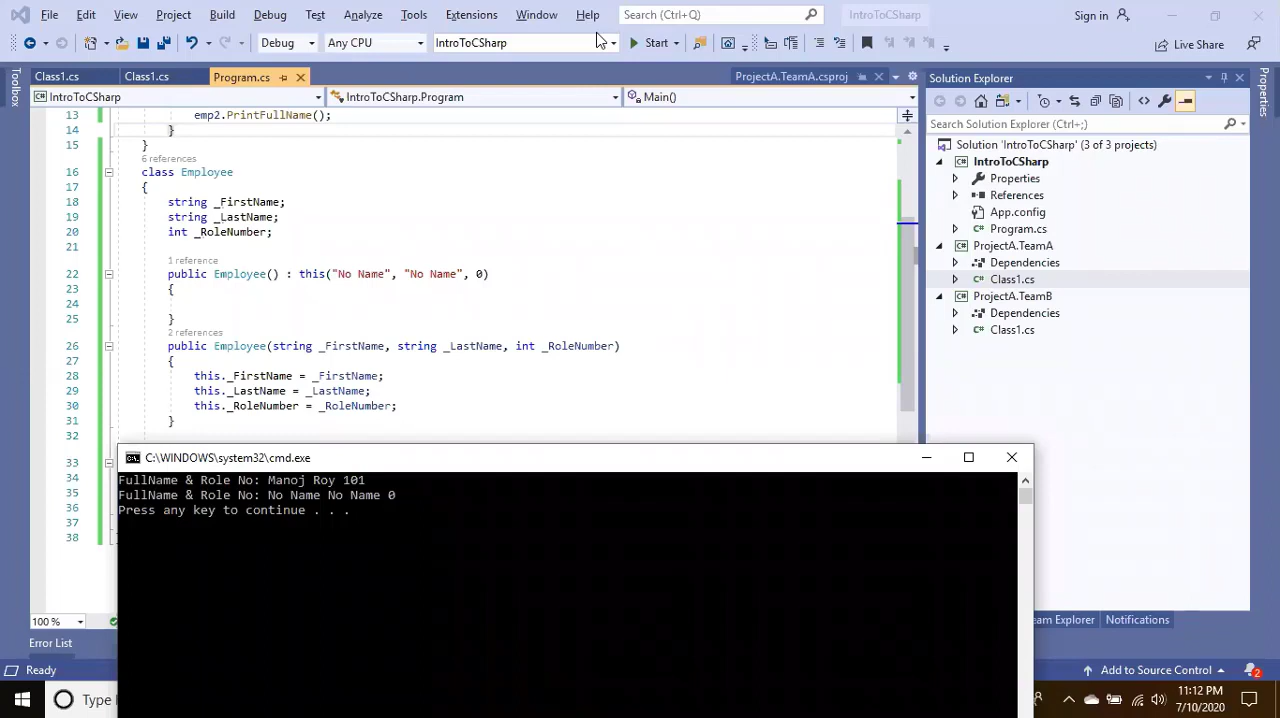 File Edit View Project Build Debug Test Analyze Tools Extensions Window Help Search (Ctrl+Q) IntroToCSharp Sign in
Debug Any CPU IntroToCSharp Start Live Share
Toolbox
Class1.cs Class1.cs Program.cs ProjectA.TeamA.csproj
IntroToCSharp IntroToCSharp.Program Main()
13 emp2.PrintFullName();
14 }
15 }
6 references
16 class Employee
17 {
18 string _FirstName;
19 string _LastName;
20 int _RoleNumber;
21
1 reference
22 public Employee() : this("No Name", "No Name", 0)
23 {
24
25 }
2 references
26 public Employee(string _FirstName, string _LastName, int _RoleNumber)
27 {
28 this._FirstName = _FirstName;
29 this._LastName = _LastName;
30 this._RoleNumber = _RoleNumber;
31 }
32
33
34
35
36
37
38
100 %
Error List
Ready
C:\WINDOWS\system32\cmd.exe
FullName & Role No: Manoj Roy 101
FullName & Role No: No Name No Name 0
Press any key to continue . . .
Solution Explorer
Search Solution Explorer (Ctrl+;)
Solution 'IntroToCSharp' (3 of 3 projects)
IntroToCSharp
Properties
References
App.config
Program.cs
ProjectA.TeamA
Dependencies
Class1.cs
ProjectA.TeamB
Dependencies
Class1.cs
Properties
eam Explorer Notifications
Add to Source Control 2
Type
11:12 PM
7/10/2020